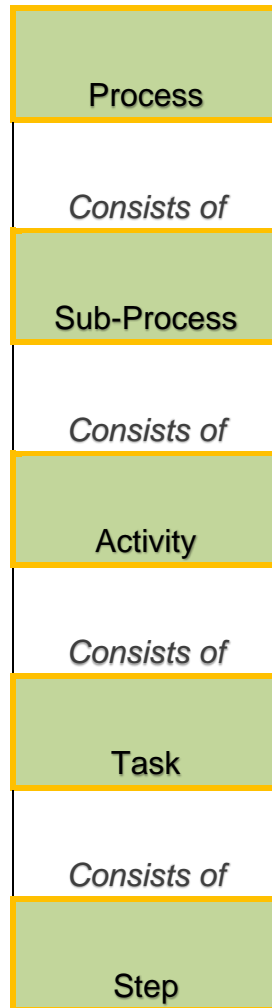 Process
Consists of
Sub-Process
Consists of
Activity
Consists of
Task
Consists of
Step